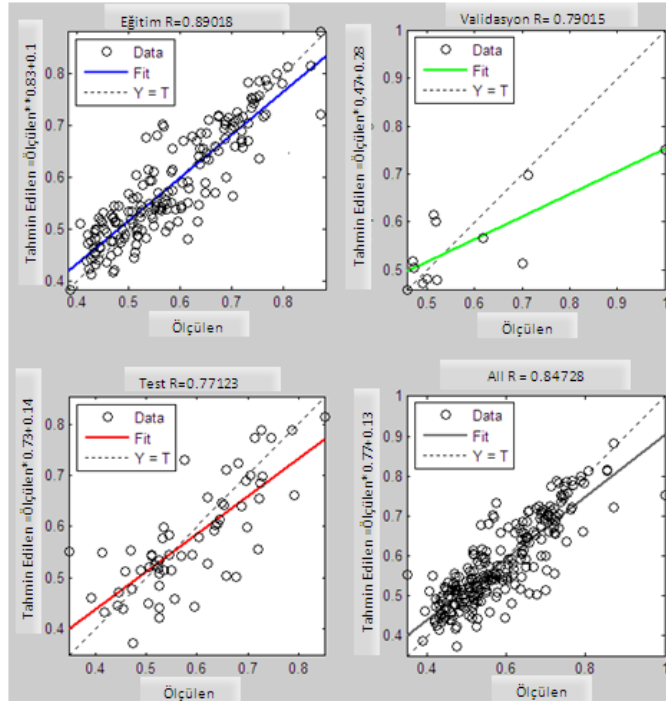 Eğitim R=0.89018
Tahmin Edilen =Ölçülen**0.83+0.1
Data
Fit
Y = T
0.8
0.7
0.6
0.5
0.4
0.4 0.5 0.6 0.7 0.8
Ölçülen
Validasyon R= 0.79015
Tahmin Edilen =Ölçülen*0,47+0.28
Data
Fit
Y = T
1
0.9
0.8
0.7
0.6
0.5
0.5 0.6 0.7 0.8 0.9 1
Ölçülen
Test R=0.77123
Tahmin Edilen =Ölçülen*0.73+0.14
Data
Fit
Y = T
0.8
0.7
0.6
0.5
0.4
0.4 0.5 0.6 0.7 0.8
Ölçülen
All R = 0.84728
Tahmin Edilen =Ölçülen*0.77+0.13
Data
Fit
Y = T
1
0.9
0.8
0.7
0.6
0.5
0.4
0.4 0.6 0.8 1
Ölçülen